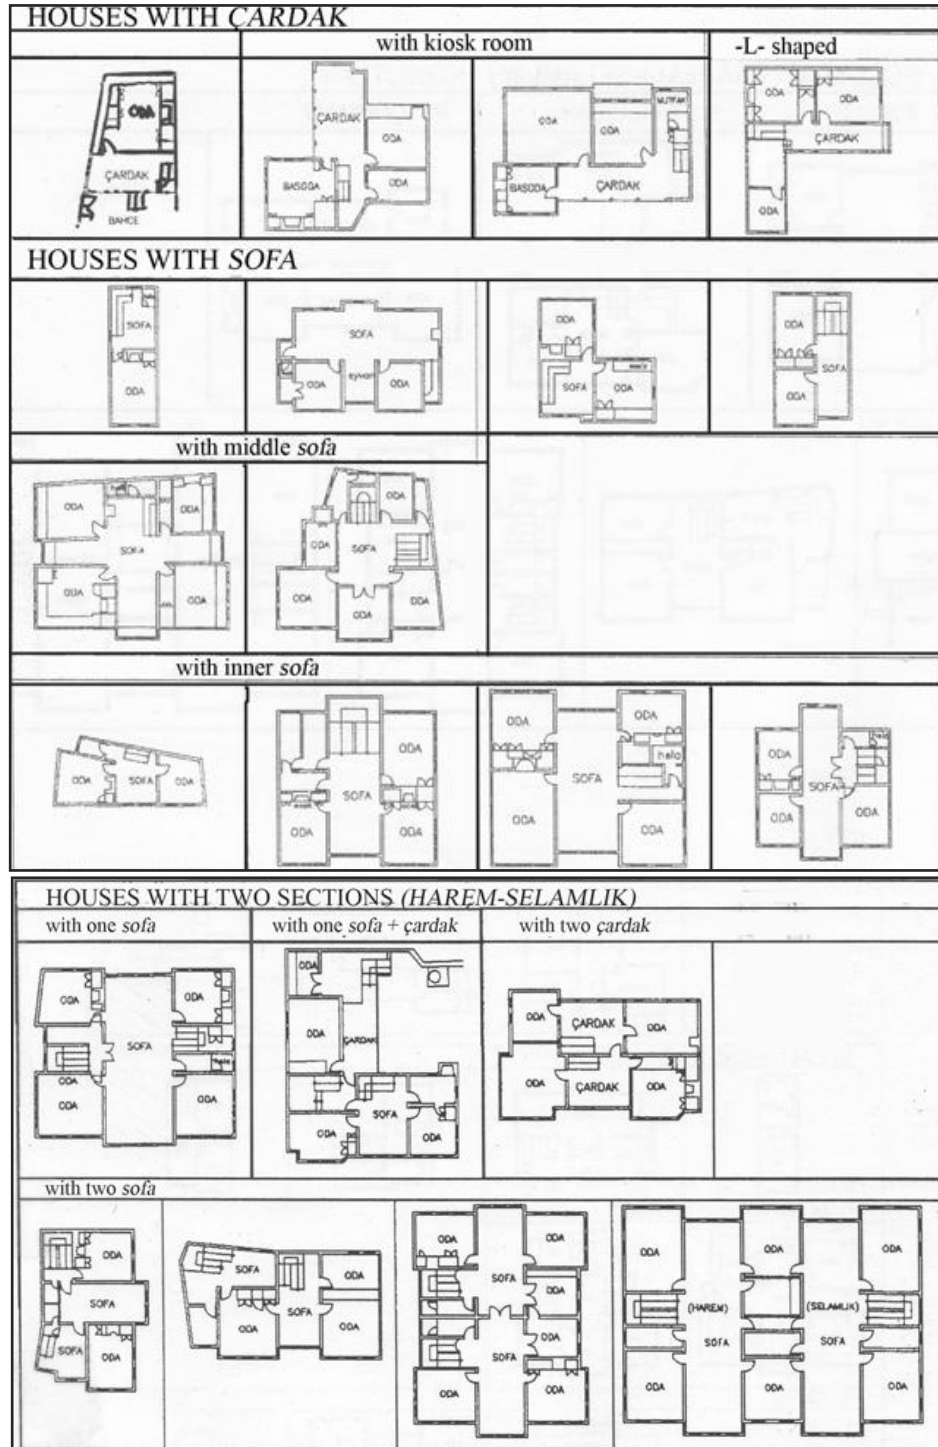 HOUSES WITH ÇARDAK
with kiosk room
-L- shaped
ODA
ÇARDAK
BAHCE
ÇARDAK
ODA
BASODA
ODA
ODA
ODA
MUTFAK
BASODA
ÇARDAK
ODA
ODA
ÇARDAK
ODA
HOUSES WITH SOFA
SOFA
ODA
SOFA
ODA
eyvan
ODA
ODA
SOFA
ODA
ODA
SOFA
ODA
with middle sofa
ODA
ODA
SOFA
ODA
ODA
ODA
ODA
SOFA
ODA
ODA
ODA
with inner sofa
ODA
SOFA
ODA
ODA
SOFA
ODA
ODA
ODA
ODA
helo
SOFA
ODA
ODA
ODA
helo
SOFA
ODA
ODA
HOUSES WITH TWO SECTIONS (HAREM-SELAMLIK)
with one sofa
with one sofa + çardak
with two çardak
ODA
ODA
SOFA
ODA
ODA
ODA
ODA
ODA
ÇARDAK
SOFA
ODA
ODA
ODA
ÇARDAK
ODA
ODA
ÇARDAK
ODA
with two sofa
ODA
SOFA
SOFA
ODA
SOFA
ODA
SOFA
ODA
ODA
ODA
ODA
SOFA
ODA
ODA
SOFA
ODA
ODA
ODA
ODA
ODA
(HAREM)
(SELAMLIK)
SOFA
SOFA
ODA
ODA
ODA